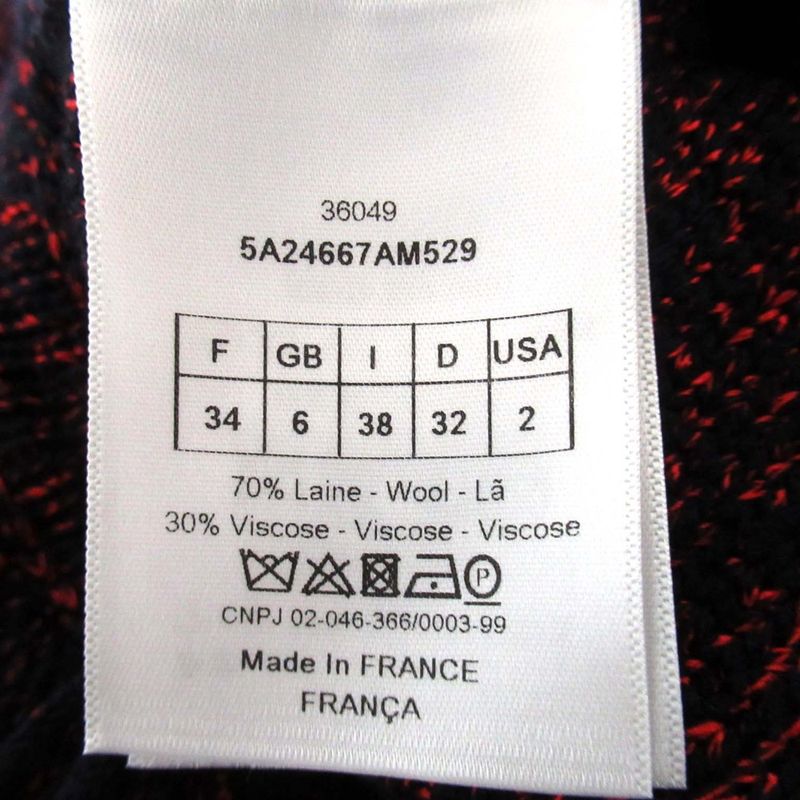 36049
5A24667AM529
F GB I D USA
34 6 38 32 2
70% Laine - Wool - Lã
30% Viscose - Viscose - Viscose
P
CNPJ 02-046-366/0003-99
Made In FRANCE
FRANÇA